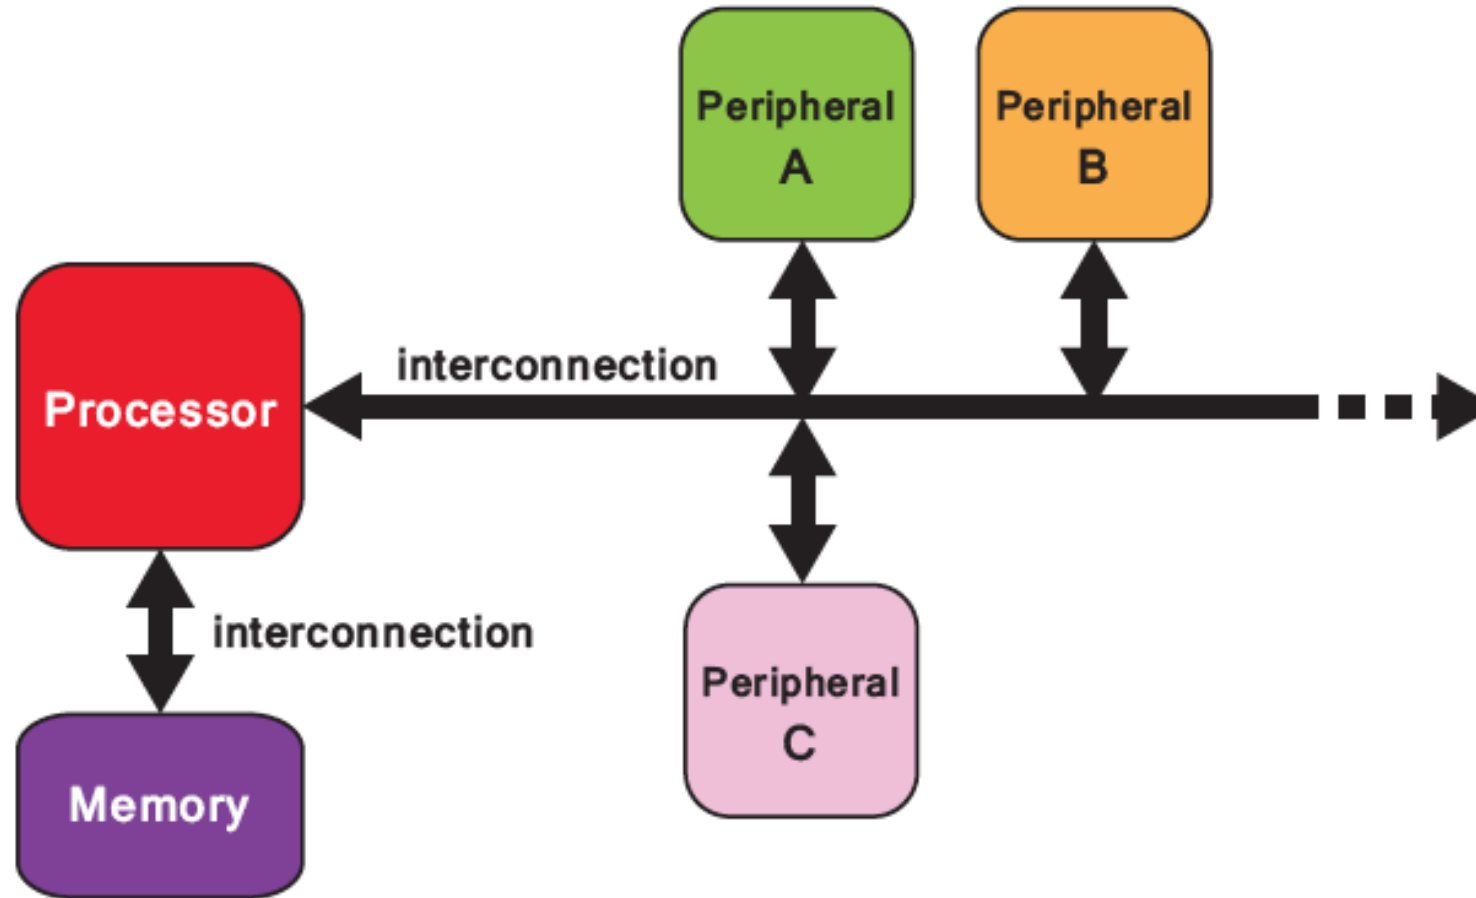 Peripheral
A
Peripheral
B
interconnection
Processor
interconnection
Peripheral
C
Memory